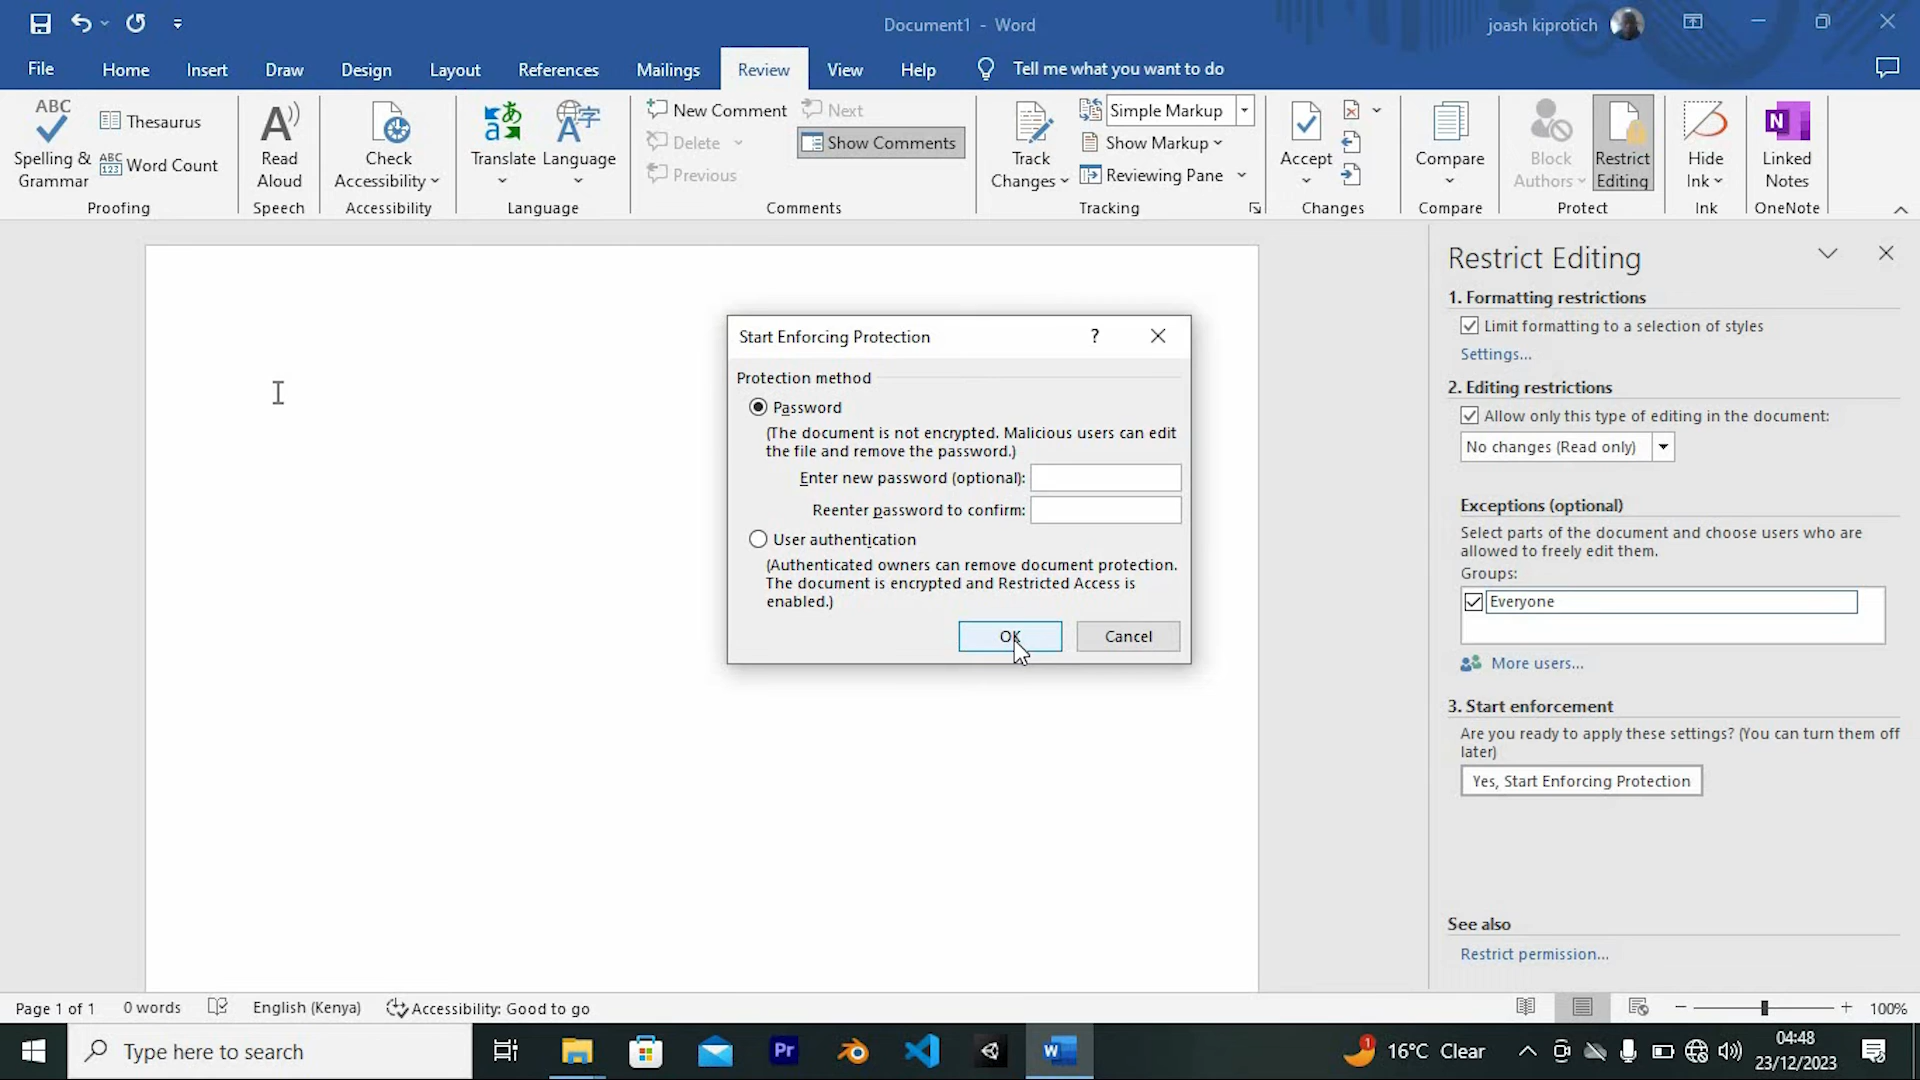 Document1 - Word
joash kiprotich
File
Home
Insert
Draw
Design
Layout
References
Mailings
Review
View
Help
Tell me what you want to do
ABC
Spelling &
Grammar
Thesaurus
ABC
123
Word Count
Proofing
A
Read
Aloud
Speech
Check
Accessibility
Accessibility
Translate
Language
Language
New Comment
Delete
Previous
Next
Show Comments
Comments
Track
Changes
Simple Markup
Show Markup
Reviewing Pane
Tracking
Accept
Changes
Compare
Compare
Block
Authors
Restrict
Editing
Protect
Hide
Ink
Ink
N
Linked
Notes
OneNote
Start Enforcing Protection
?
Protection method
Password
(The document is not encrypted. Malicious users can edit
the file and remove the password.)
Enter new password (optional):
Reenter password to confirm:
User authentication
(Authenticated owners can remove document protection.
The document is encrypted and Restricted Access is
enabled.)
OK
Cancel
Restrict Editing
1. Formatting restrictions
Limit formatting to a selection of styles
Settings...
2. Editing restrictions
Allow only this type of editing in the document:
No changes (Read only)
Exceptions (optional)
Select parts of the document and choose users who are
allowed to freely edit them.
Groups:
Everyone
More users...
3. Start enforcement
Are you ready to apply these settings? (You can turn them off
later)
Yes, Start Enforcing Protection
See also
Restrict permission...
Page 1 of 1
0 words
English (Kenya)
Accessibility: Good to go
100%
Type here to search
Pr
W
1
16°C Clear
04:48
23/12/2023